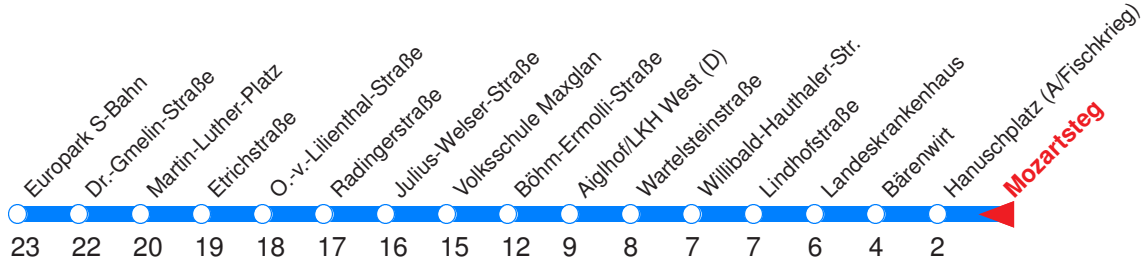 Europark S-Bahn
Dr.-Gmelin-Straße
Martin-Luther-Platz
Etrichstraße
O.-v.-Lilienthal-Straße
Radingerstraße
Julius-Welser-Straße
Volksschule Maxglan
Böhm-Ermolli-Straße
Aiglhof/LKH West (D)
Wartelsteinstraße
Willibald-Hauthaler-Str.
Lindhofstraße
Landeskrankenhaus
Bärenwirt
Hanuschplatz (A/Fischkrieg)
Mozartsteg
23 22 20 19 18 17 16 15 12 9 8 7 7 6 4 2